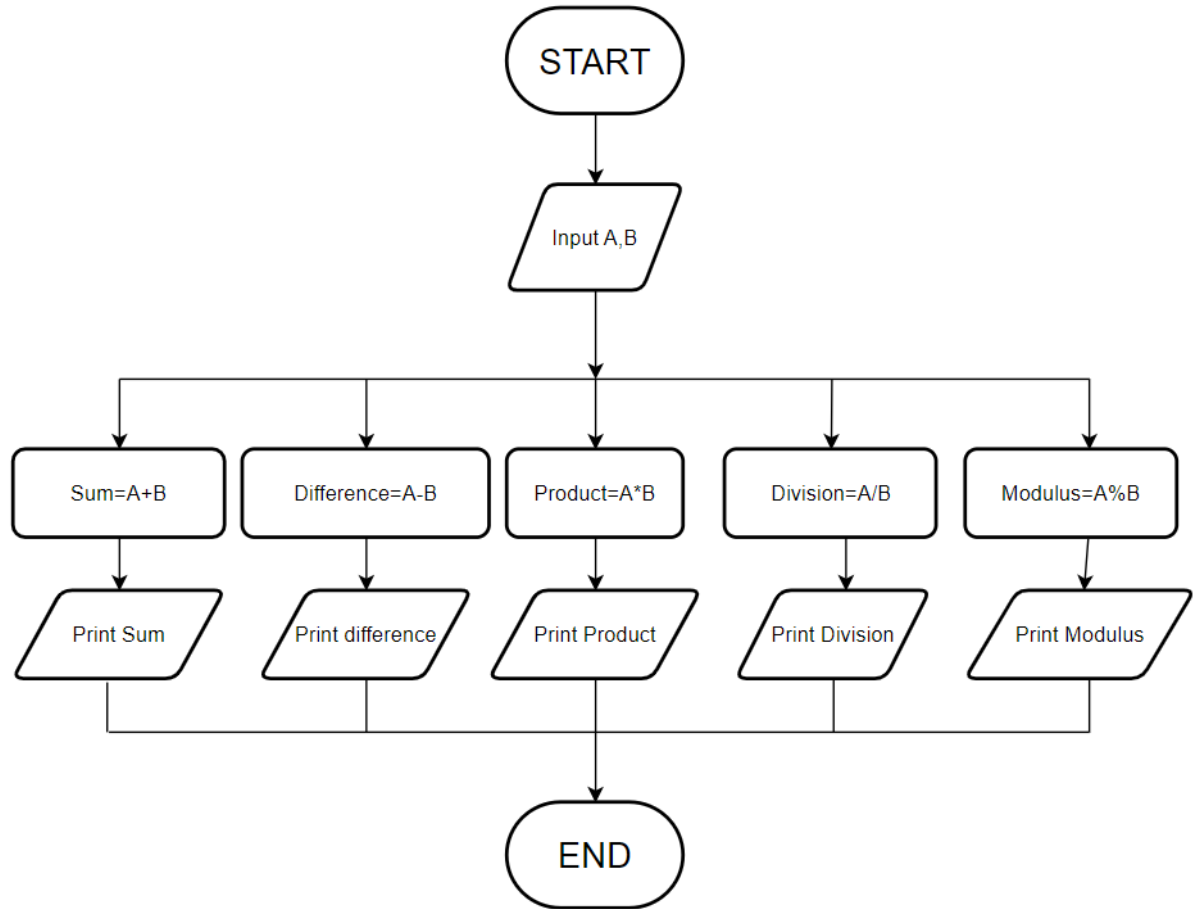 START
Input A,B
Sum=A+B
Difference=A-B
Product=A*B
Division=A/B
Modulus=A%B
Print Sum
Print difference
Print Product
Print Division
Print Modulus
END